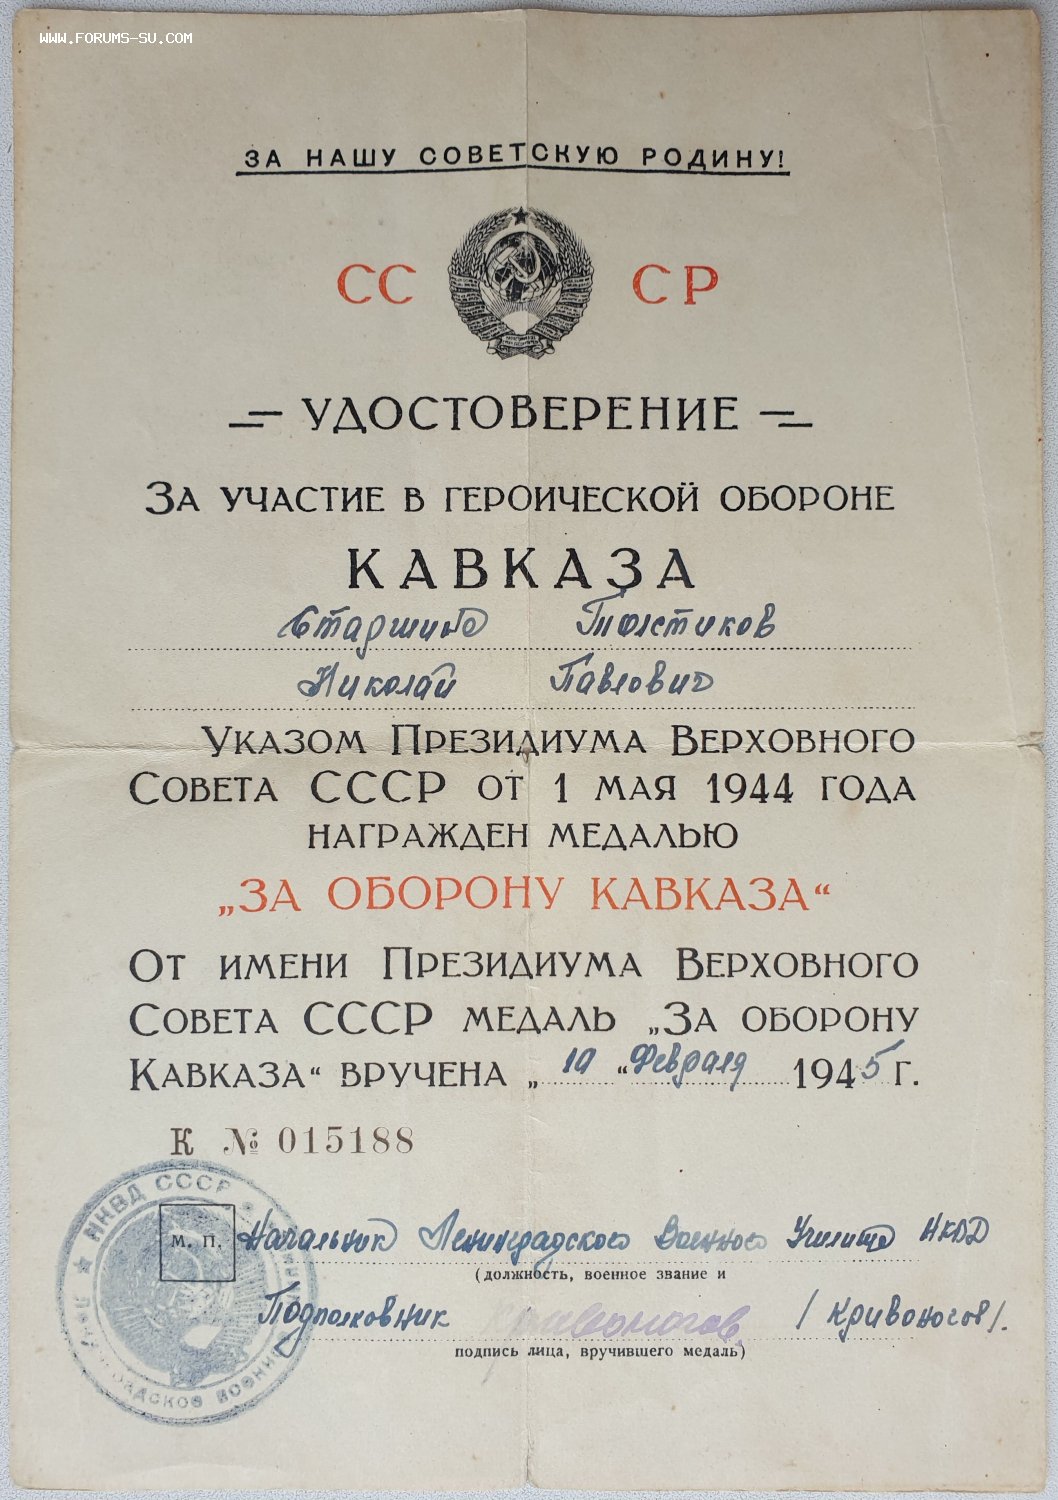 WWW.FORUMS-SU.COM
ЗА НАШУ СОВЕТСКУЮ РОДИНУ!
СС СР
УДОСТОВЕРЕНИЕ
ЗА УЧАСТИЕ В ГЕРОИЧЕСКОЙ ОБОРОНЕ
КАВКАЗА
Старшина Толстиков
Николай Павлович
УКАЗОМ ПРЕЗИДИУМА ВЕРХОВНОГО
СОВЕТА СССР ОТ 1 МАЯ 1944 ГОДА
НАГРАЖДЕН МЕДАЛЬЮ
„ЗА ОБОРОНУ КАВКАЗА“
ОТ ИМЕНИ ПРЕЗИДИУМА ВЕРХОВНОГО
СОВЕТА СССР МЕДАЛЬ „ЗА ОБОРОНУ
КАВКАЗА“ ВРУЧЕНА „10“ Февраля 1945 Г.
К № 015188
НКВД СССР
М. П. Начальник Ленинградского Военного Училища НКВД
(должность, военное звание и
Подполковник Кривоногов /Кривоногов/.
подпись лица, вручившего медаль)